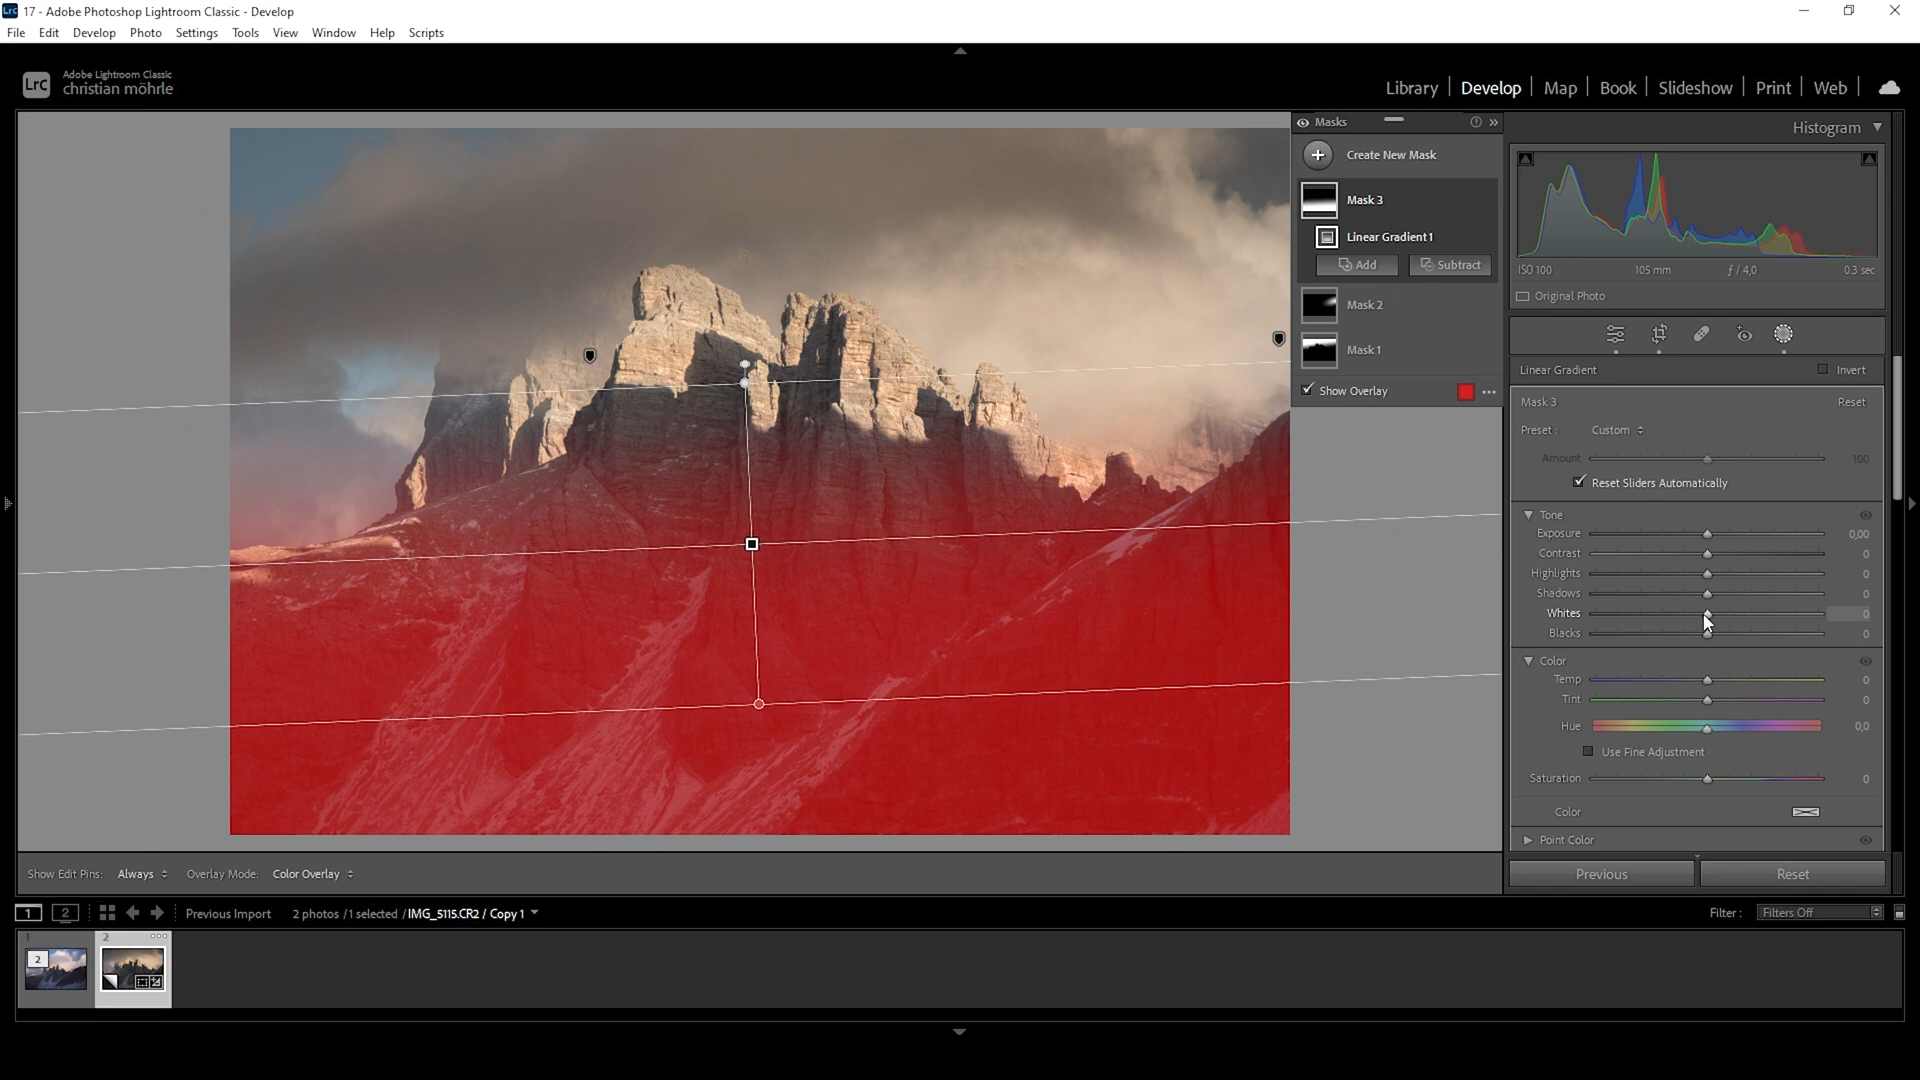 Lrc 17 - Adobe Photoshop Lightroom Classic - Develop
File Edit Develop Photo Settings Tools View Window Help Scripts
LrC
Adobe Lightroom Classic
christian möhrle
Library Develop Map Book Slideshow Print Web
Masks
Create New Mask
Mask 3
Linear Gradient 1
Add Subtract
Mask 2
Mask 1
Show Overlay
Histogram
ISO 100 105 mm ƒ / 4,0 0.3 sec
Original Photo
Linear Gradient Invert
Mask 3 Reset
Preset : Custom
Amount 100
Reset Sliders Automatically
Tone
Exposure 0,00
Contrast 0
Highlights 0
Shadows 0
Whites 0
Blacks 0
Color
Temp 0
Tint 0
Hue 0,0
Use Fine Adjustment
Saturation 0
Color
Point Color
Previous Reset
Show Edit Pins: Always Overlay Mode: Color Overlay
1 2 Previous Import 2 photos / 1 selected / IMG_5115.CR2 / Copy 1 Filter : Filters Off
1 2
2